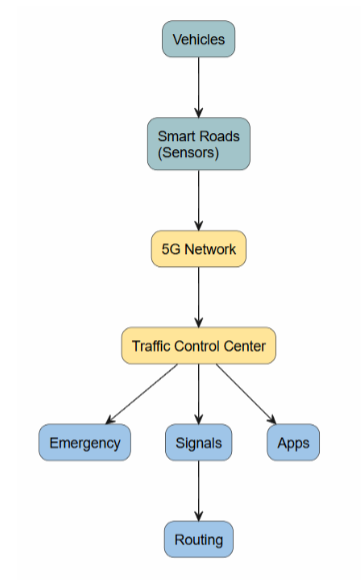 Vehicles
Smart Roads
(Sensors)
5G Network
Traffic Control Center
Emergency
Signals
Apps
Routing